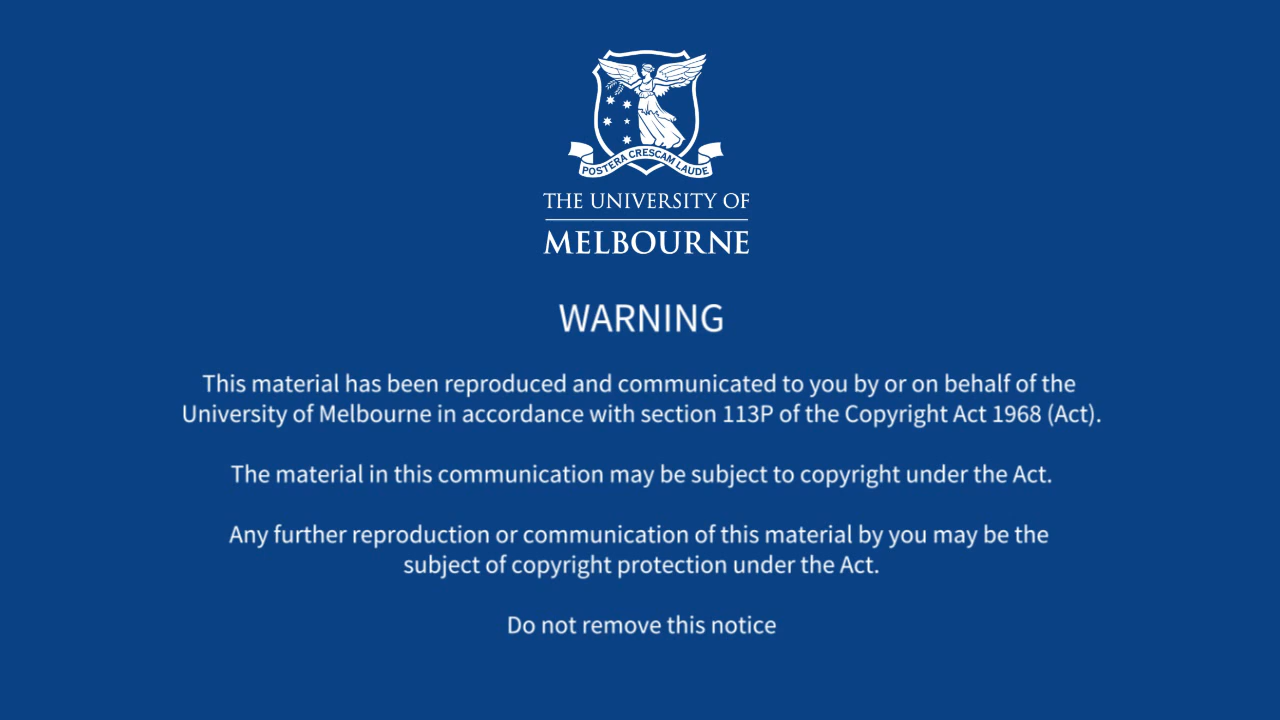 POSTERA CRESCAM LAUDE
THE UNIVERSITY OF
MELBOURNE
WARNING
This material has been reproduced and communicated to you by or on behalf of the
University of Melbourne in accordance with section 113P of the Copyright Act 1968 (Act).
The material in this communication may be subject to copyright under the Act.
Any further reproduction or communication of this material by you may be the
subject of copyright protection under the Act.
Do not remove this notice